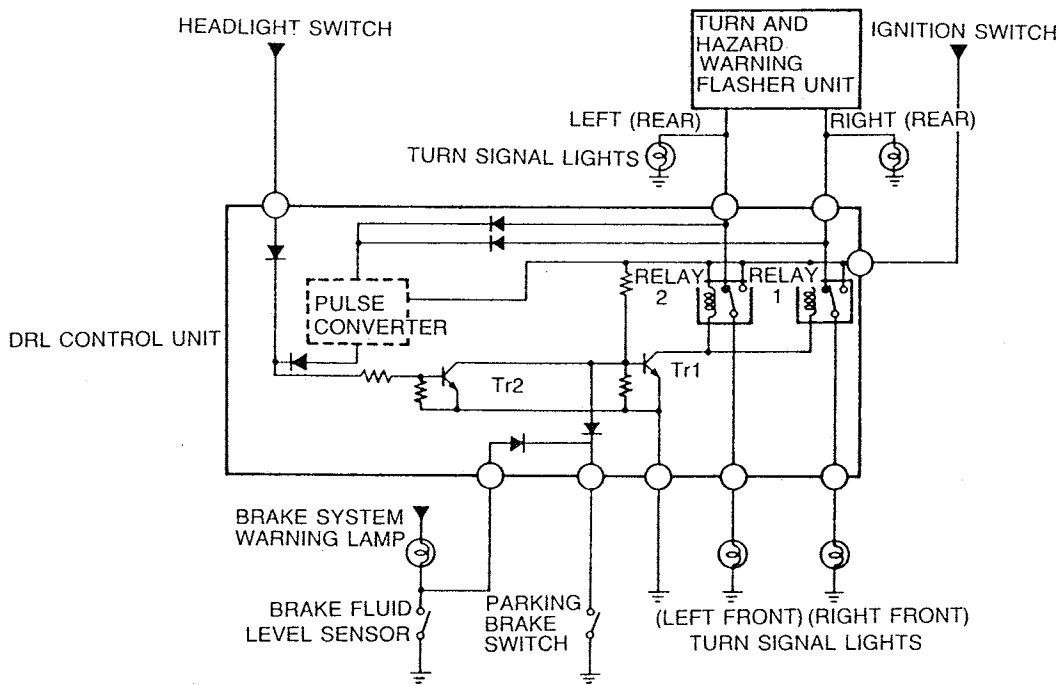 HEADLIGHT SWITCH
TURN AND
HAZARD
WARNING
FLASHER UNIT
IGNITION SWITCH
LEFT (REAR)
RIGHT (REAR)
TURN SIGNAL LIGHTS
RELAY
2
RELAY
1
PULSE
CONVERTER
DRL CONTROL UNIT
Tr2
Tr1
BRAKE SYSTEM
WARNING LAMP
BRAKE FLUID
LEVEL SENSOR
PARKING
BRAKE
SWITCH
(LEFT FRONT) (RIGHT FRONT)
TURN SIGNAL LIGHTS